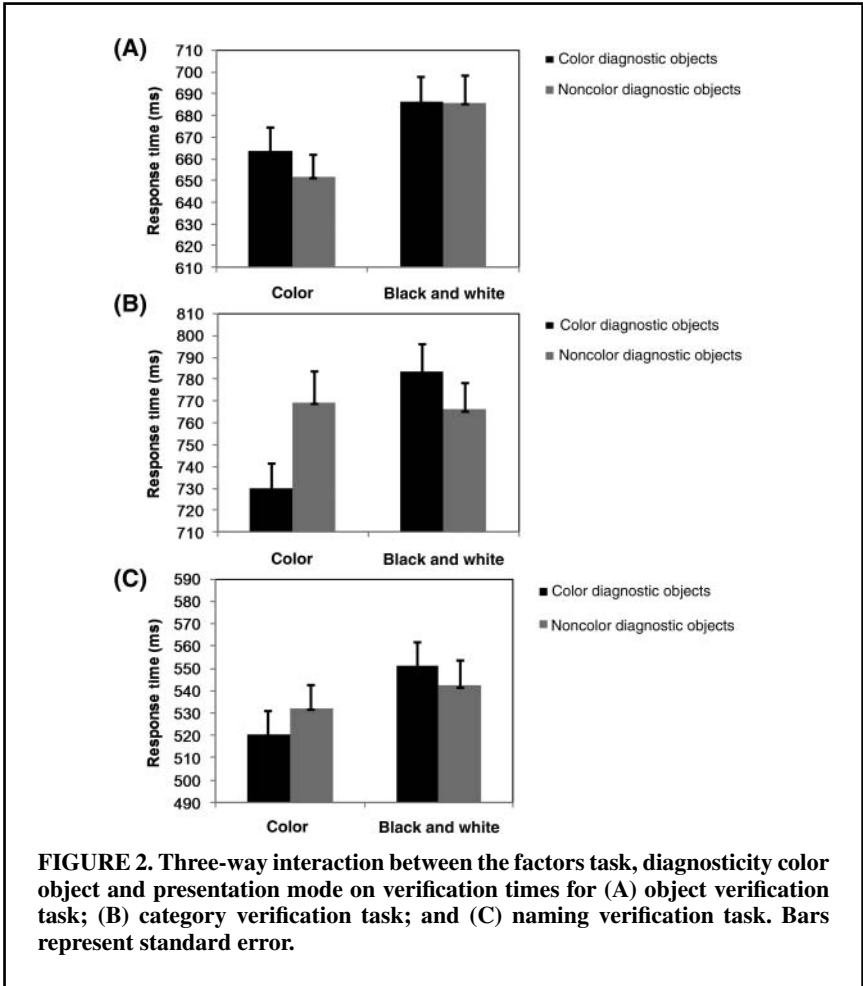 (A)
710
700
690
680
670
660
650
640
630
620
610
Response time (ms)
Color
Black and white
Color diagnostic objects
Noncolor diagnostic objects
(B)
810
800
790
780
770
760
750
740
730
720
710
Response time (ms)
Color
Black and white
Color diagnostic objects
Noncolor diagnostic objects
(C)
590
580
570
560
550
540
530
520
510
500
490
Response time (ms)
Color
Black and white
Color diagnostic objects
Noncolor diagnostic objects
FIGURE 2. Three-way interaction between the factors task, diagnosticity color
object and presentation mode on verification times for (A) object verification
task; (B) category verification task; and (C) naming verification task. Bars
represent standard error.